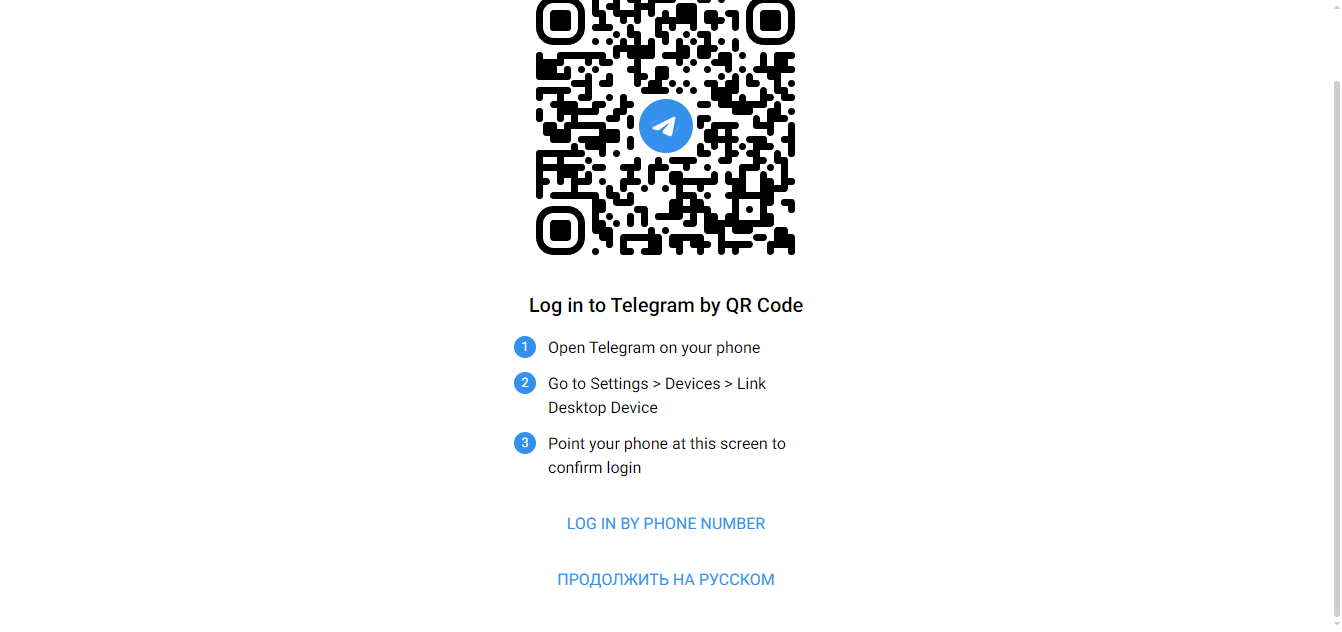 Log in to Telegram by QR Code
1 Open Telegram on your phone
2 Go to Settings > Devices > Link
Desktop Device
3 Point your phone at this screen to
confirm login
LOG IN BY PHONE NUMBER
ПРОДОЛЖИТЬ НА РУССКОМ